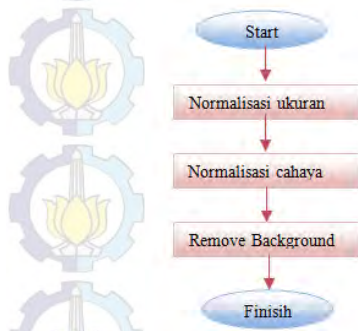 Start
Normalisasi ukuran
Normalisasi cahaya
Remove Background
Finisih